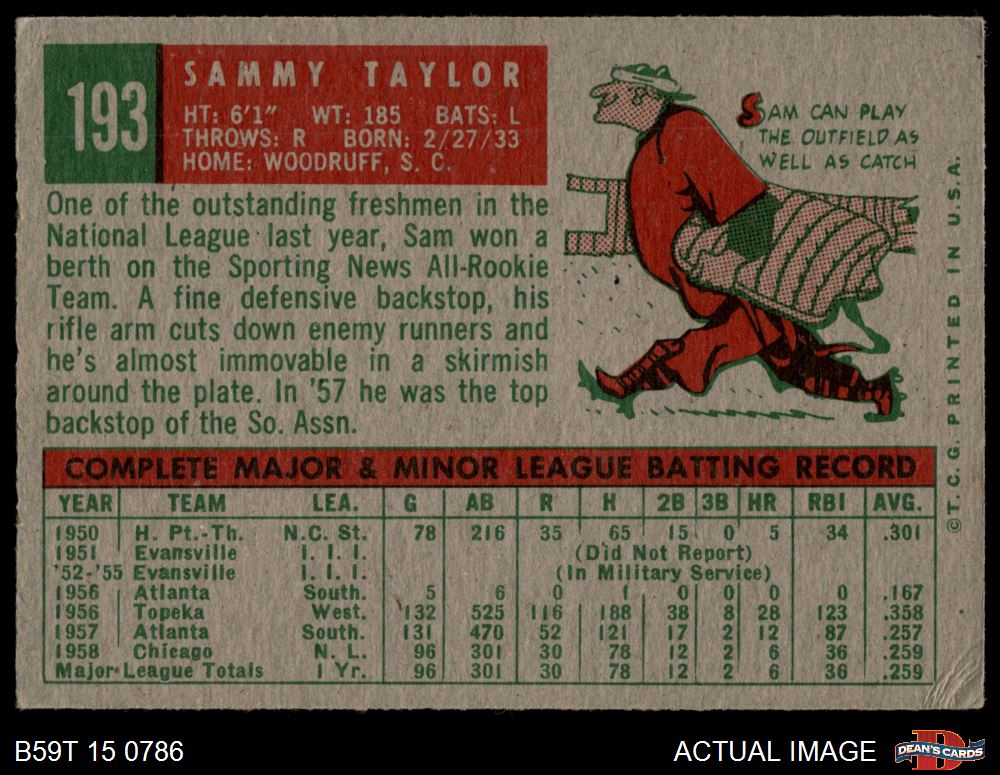 193
SAMMY TAYLOR
HT: 6'1" WT: 185 BATS: L
THROWS: R BORN: 2/27/33
HOME: WOODRUFF, S. C.
SAM CAN PLAY
THE OUTFIELD AS
WELL AS CATCH
One of the outstanding freshmen in the
National League last year, Sam won a
berth on the Sporting News All-Rookie
Team. A fine defensive backstop, his
rifle arm cuts down enemy runners and
he's almost immovable in a skirmish
around the plate. In '57 he was the top
backstop of the So. Assn.
COMPLETE MAJOR & MINOR LEAGUE BATTING RECORD
YEAR TEAM LEA. G AB R H 2B 3B HR RBI AVG.
1950 H. Pt.-Th. N.C. St. 78 216 35 65 15 0 5 34 .301
1951 Evansville I. I. I. (Did Not Report)
'52-'55 Evansville I. I. I. (In Military Service)
1956 Atlanta South. 5 6 0 1 0 0 0 0 .167
1956 Topeka West. 132 525 116 188 38 8 28 123 .358
1957 Atlanta South. 131 470 52 121 17 2 12 87 .257
1958 Chicago N. L. 96 301 30 78 12 2 6 36 .259
Major League Totals 1 Yr. 96 301 30 78 12 2 6 36 .259
©T. C. G. PRINTED IN U.S.A.
B59T 15 0786
ACTUAL IMAGE
DEAN'S CARDS